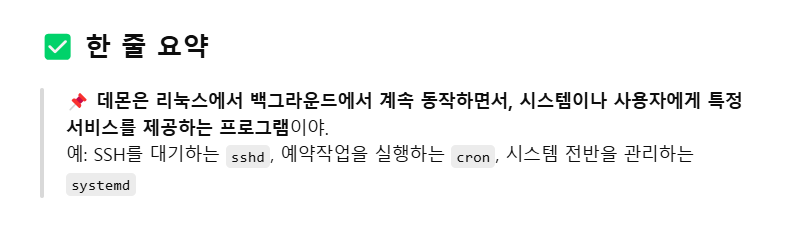 ✅ 한 줄 요약
📌 데몬은 리눅스에서 백그라운드에서 계속 동작하면서, 시스템이나 사용자에게 특정
서비스를 제공하는 프로그램이야.
예: SSH를 대기하는 sshd, 예약작업을 실행하는 cron, 시스템 전반을 관리하는
systemd